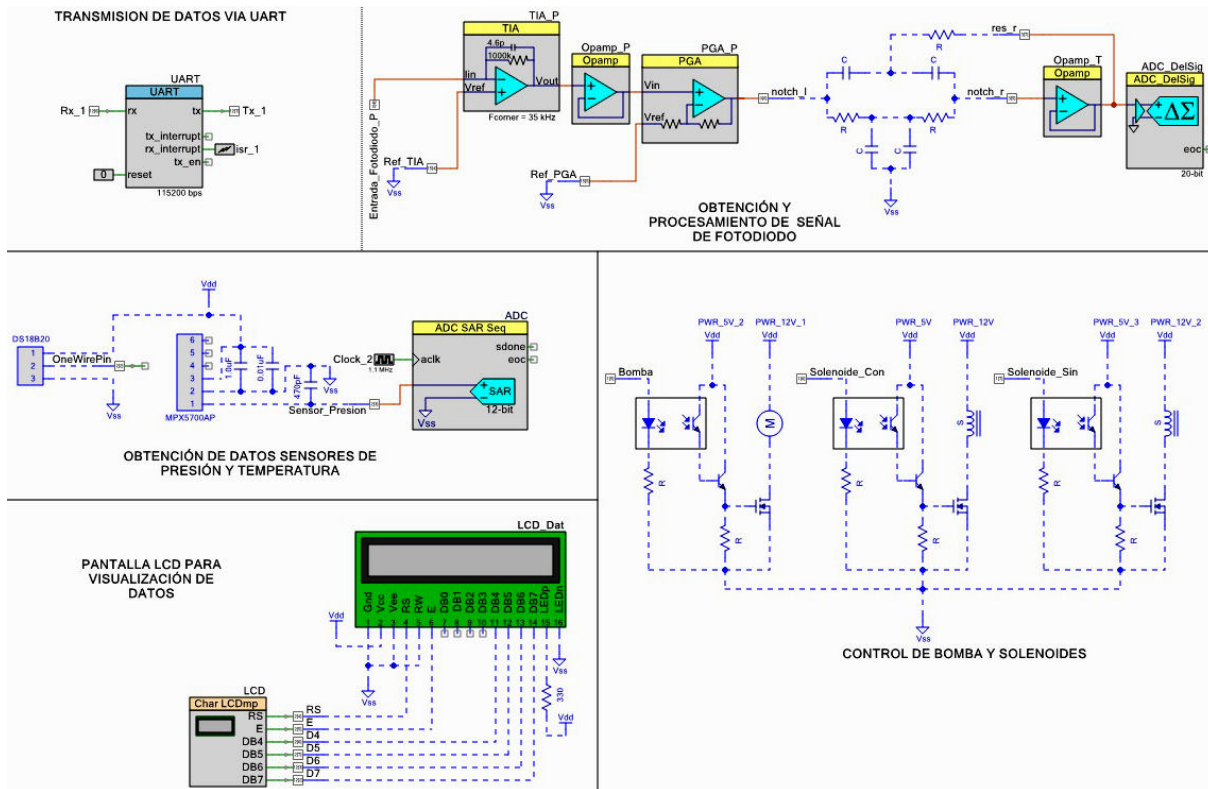 TRANSMISION DE DATOS VIA UART
UART
UART
Rx_1
rx
tx
Tx_1
tx_interrupt
rx_interrupt
isr_1
tx_en
0
reset
115200 bps
TIA_P
TIA
4.6p
1000k
Iin
Vref
Vout
Fcorner = 35 kHz
Opamp_P
Opamp
PGA_P
PGA
Vin
Vref
Entrada_Fotodiodo_P
Ref_TIA
Vss
Ref_PGA
Vss
notch_l
C
C
R
R
R
C
C
Vss
res_r
notch_r
Opamp_T
Opamp
ADC_DelSig
ADC_DelSig
ΔΣ
eoc
20-bit
OBTENCIÓN Y
PROCESAMIENTO DE SEÑAL
DE FOTODIODO
DS18B20
1
2
3
OneWirePin
Vss
Vdd
6
5
4
3
2
1
MPX5700AP
1.0uF
0.01uF
470pF
Vss
Sensor_Presion
ADC
ADC SAR Seq
Clock_2
1.1 MHz
aclk
sdone
eoc
SAR
12-bit
Vss
OBTENCIÓN DE DATOS SENSORES DE
PRESIÓN Y TEMPERATURA
PANTALLA LCD PARA
VISUALIZACIÓN DE
DATOS
LCD_Dat
Gnd
Vcc
Vee
RS
RW
E
DB0
DB1
DB2
DB3
DB4
DB5
DB6
DB7
LEDp
LEDn
1 2 3 4 5 6 7 8 9 10 11 12 13 14 15 16
Vdd
Vss
Vss
330
Vdd
LCD
Char LCDmp
RS
RS
E
E
DB4
D4
DB5
D5
DB6
D6
DB7
D7
PWR_5V_2
Vdd
PWR_12V_1
Vdd
Bomba
M
R
R
PWR_5V
Vdd
PWR_12V
Vdd
Solenoide_Con
S
R
R
PWR_5V_3
Vdd
PWR_12V_2
Vdd
Solenoide_Sin
S
R
R
Vss
CONTROL DE BOMBA Y SOLENOIDES